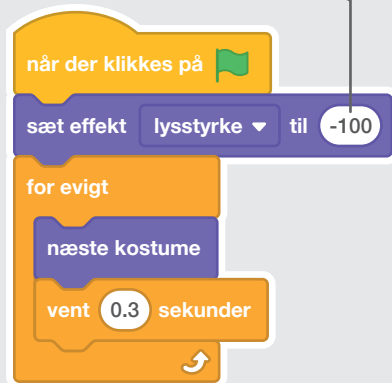 når der klikkes på
sæt effekt lysstyrke til -100
for evigt
næste kostume
vent 0.3 sekunder